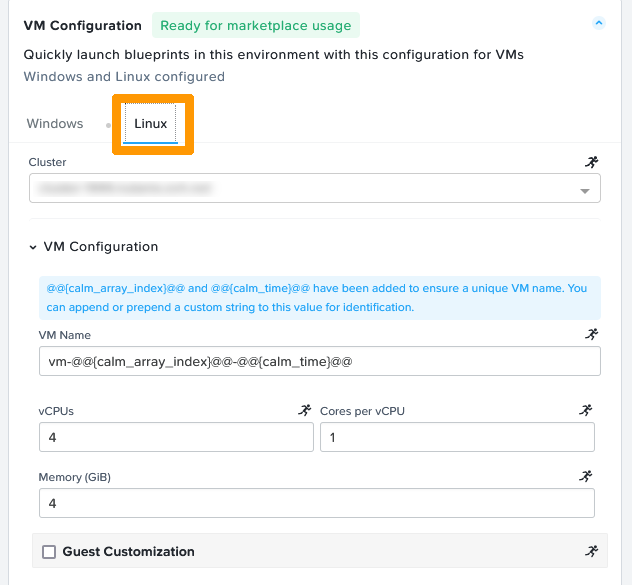 VM Configuration Ready for marketplace usage
Quickly launch blueprints in this environment with this configuration for VMs
Windows and Linux configured
Windows Linux
Cluster
VM Configuration
@@{calm_array_index}@@ and @@{calm_time}@@ have been added to ensure a unique VM name. You
can append or prepend a custom string to this value for identification.
VM Name
vm-@@{calm_array_index}@@-@@{calm_time}@@
vCPUs Cores per vCPU
4 1
Memory (GiB)
4
Guest Customization